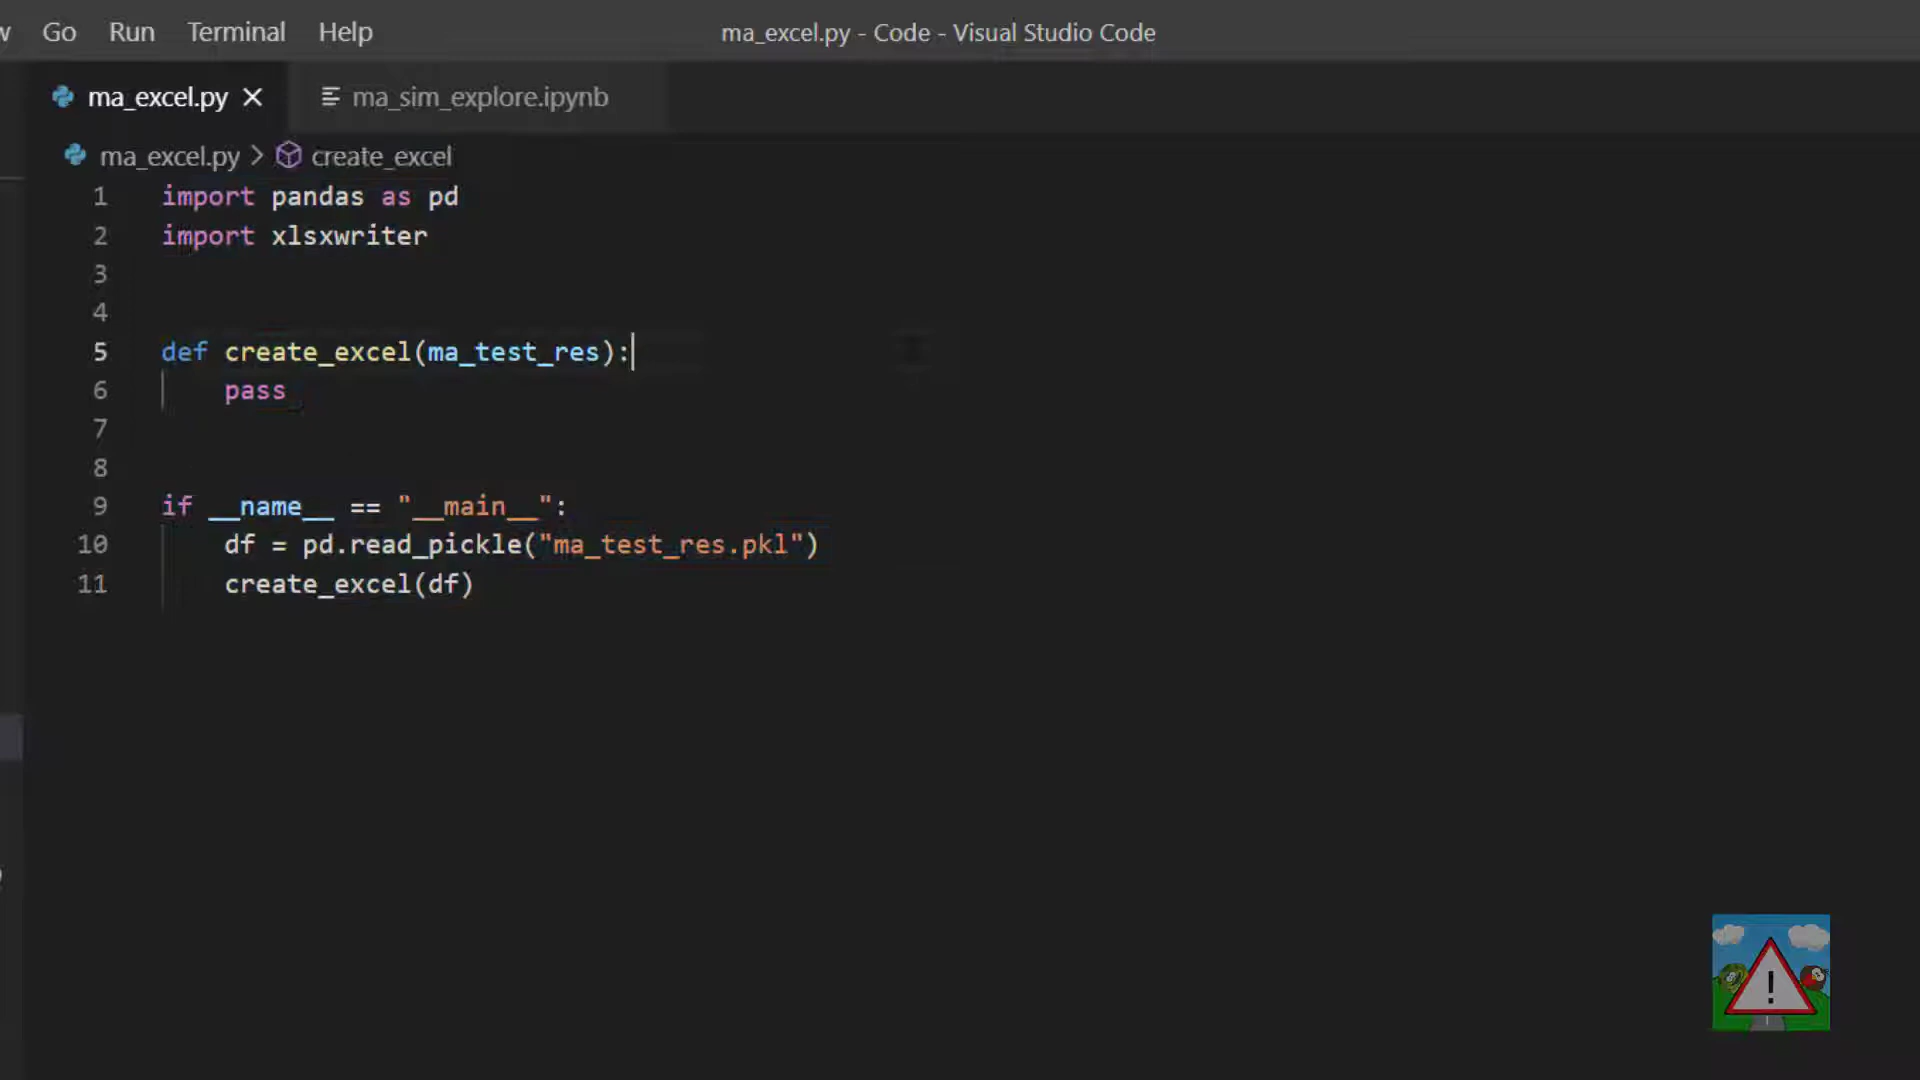 Go Run Terminal Help ma_excel.py - Code - Visual Studio Code
ma_excel.py ma_sim_explore.ipynb
ma_excel.py > create_excel
1 import pandas as pd
2 import xlsxwriter
3
4
5 def create_excel(ma_test_res):
6 pass
7
8
9 if __name__ == "__main__":
10 df = pd.read_pickle("ma_test_res.pkl")
11 create_excel(df)
!